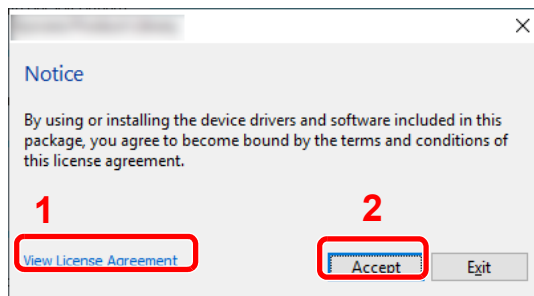 Notice
By using or installing the device drivers and software included in this
package, you agree to become bound by the terms and conditions of
this license agreement.
1
2
View License Agreement
Accept
Exit